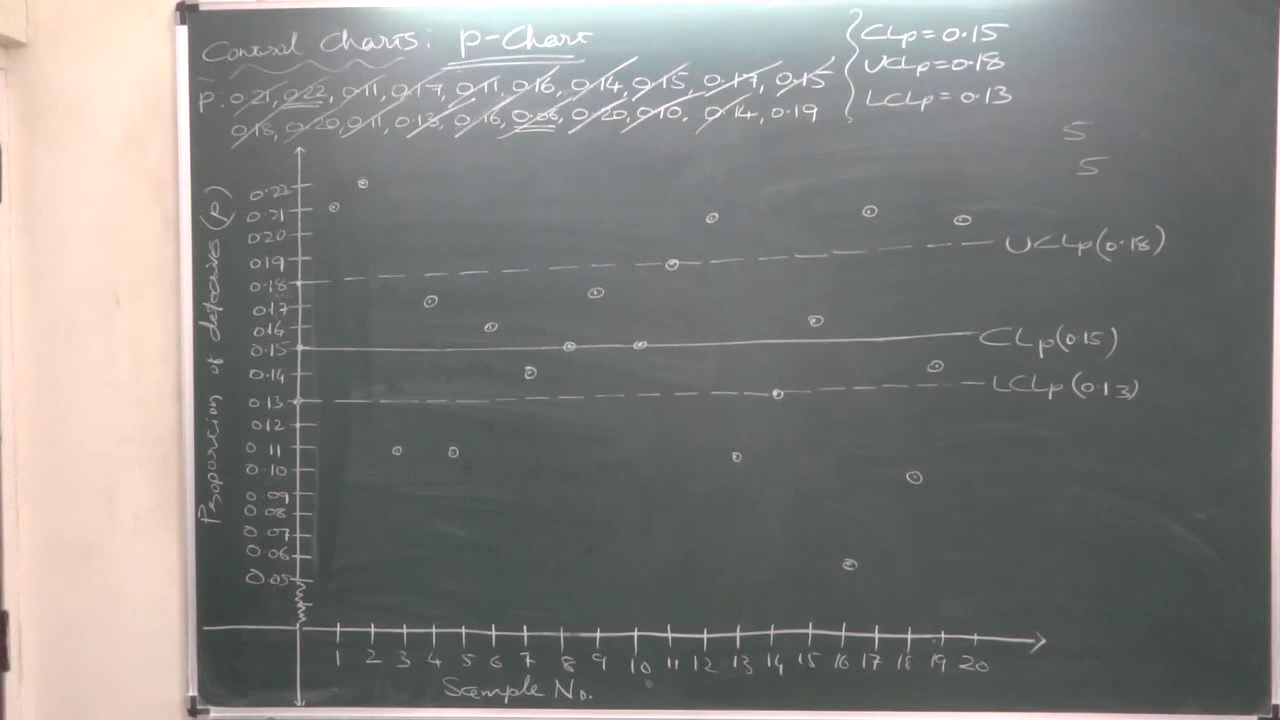 Control Charts: p-Chart
p: 0.21, 0.22, 0.11, 0.17, 0.11, 0.16, 0.14, 0.15, 0.17, 0.15
0.18, 0.20, 0.11, 0.13, 0.16, 0.06, 0.20, 0.10, 0.14, 0.19
CLp = 0.15
UCLp = 0.18
LCLp = 0.13
5
5
Proportion of defectives (p)
0.22
0.21
0.20
0.19
0.18
0.17
0.16
0.15
0.14
0.13
0.12
0.11
0.10
0.09
0.08
0.07
0.06
0.05
UCLp (0.18)
CLp (0.15)
LCLp (0.13)
1 2 3 4 5 6 7 8 9 10 11 12 13 14 15 16 17 18 19 20
Sample No.